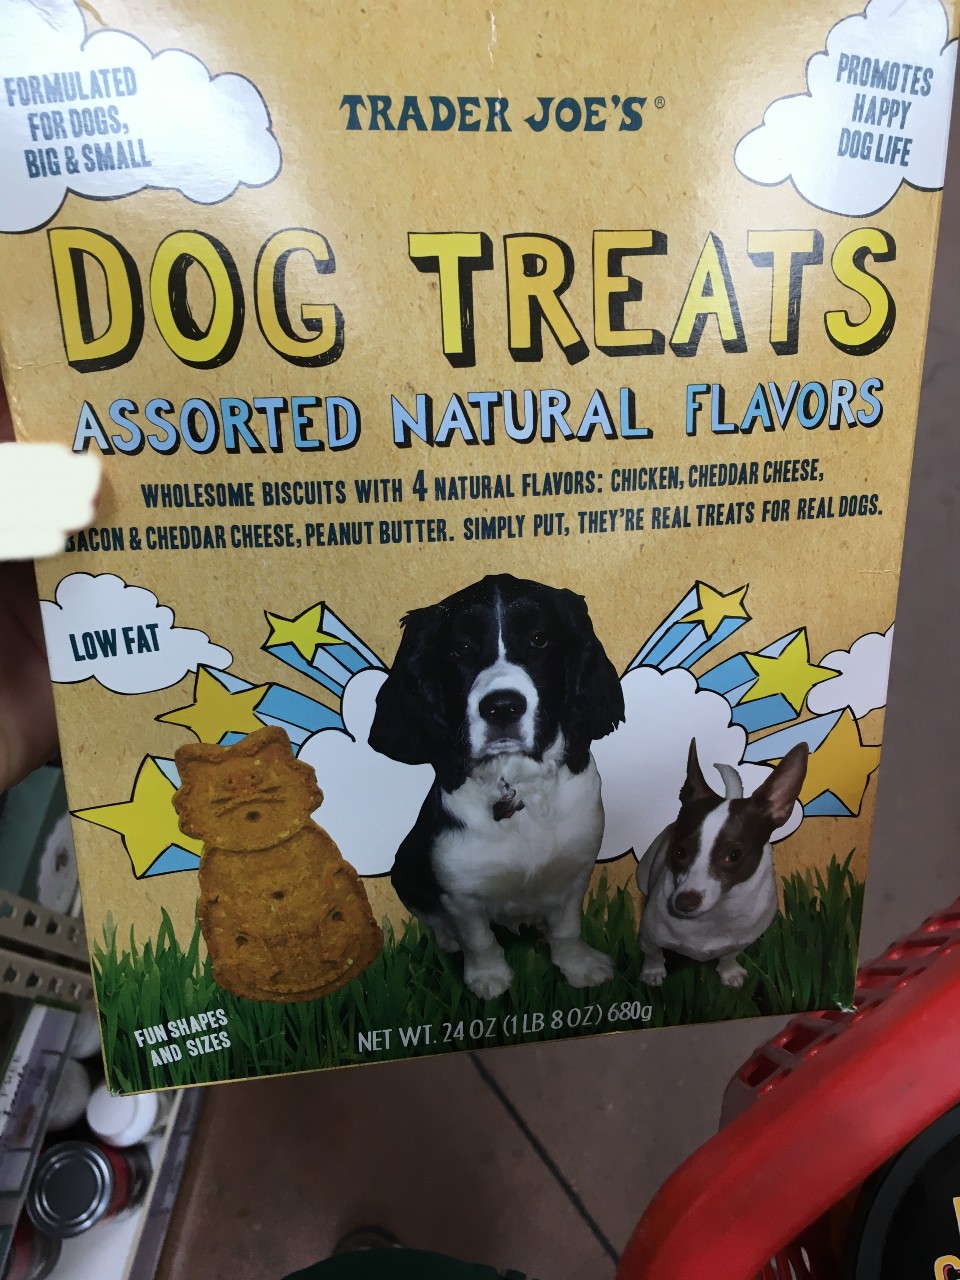 FORMULATED
FOR DOGS,
BIG & SMALL
TRADER JOE'S®
PROMOTES
HAPPY
DOG LIFE
DOG TREATS
ASSORTED NATURAL FLAVORS
WHOLESOME BISCUITS WITH 4 NATURAL FLAVORS: CHICKEN, CHEDDAR CHEESE,
BACON & CHEDDAR CHEESE, PEANUT BUTTER. SIMPLY PUT, THEY'RE REAL TREATS FOR REAL DOGS.
LOW FAT
FUN SHAPES
AND SIZES
NET WT. 24 OZ (1 LB 8 OZ) 680g